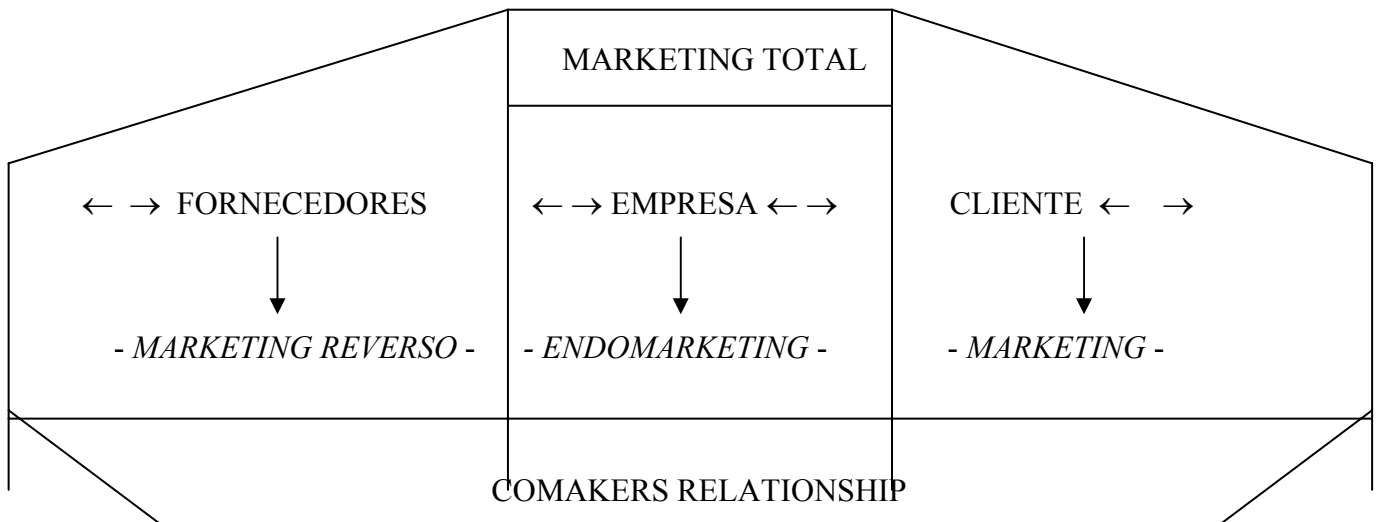 MARKETING TOTAL
← → FORNECEDORES ← → EMPRESA ← → CLIENTE ← →
- MARKETING REVERSO - - ENDOMARKETING - - MARKETING -
COMAKERS RELATIONSHIP